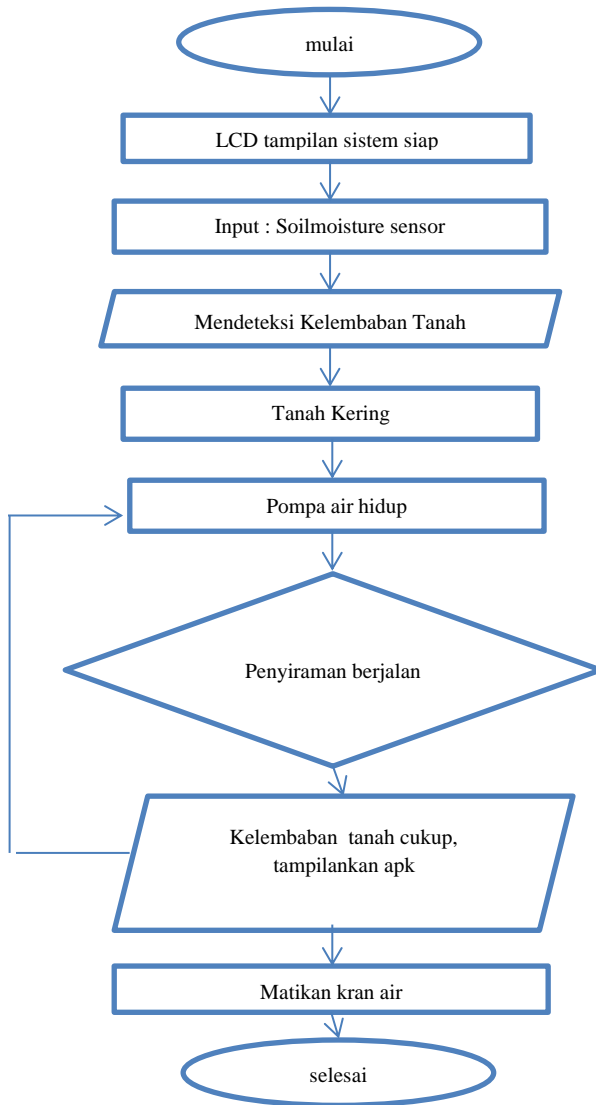 mulai
LCD tampilan sistem siap
Input : Soilmoisture sensor
Mendeteksi Kelembaban Tanah
Tanah Kering
Pompa air hidup
Penyiraman berjalan
Kelembaban tanah cukup,
tampilankan apk
Matikan kran air
selesai